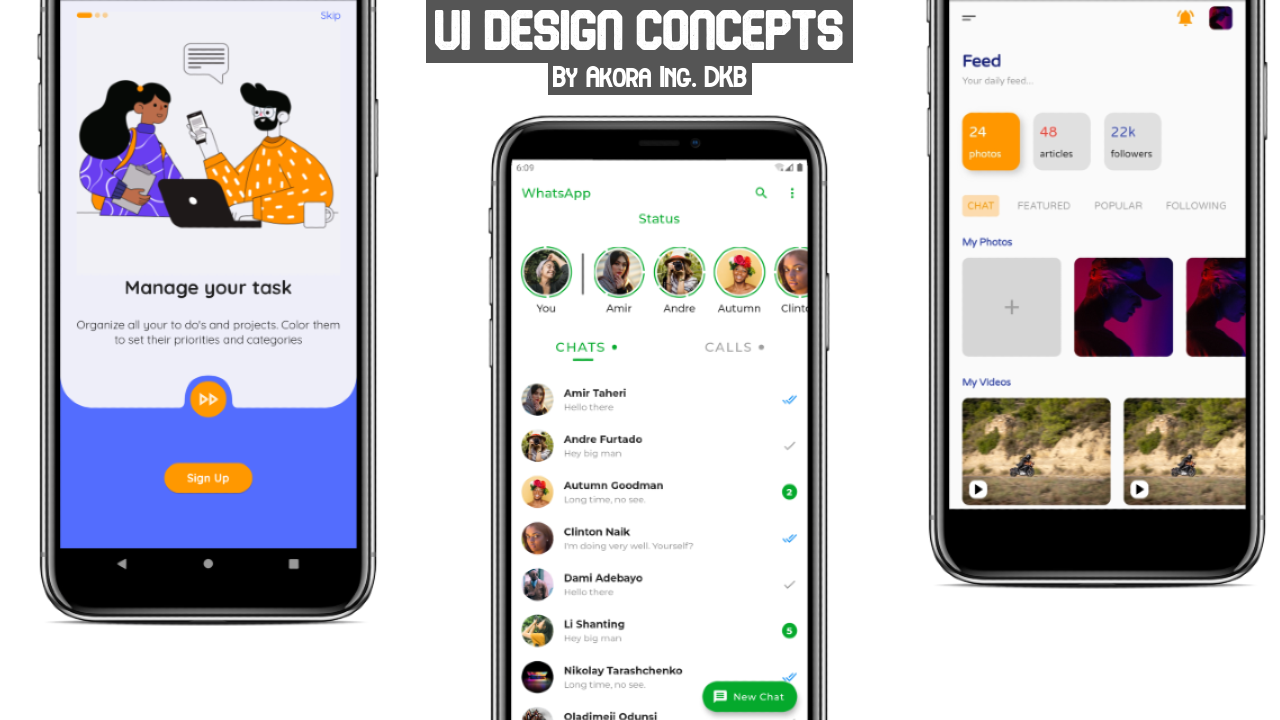 UI DESIGN CONCEPTS
BY AKORA ING. DKB
Skip
Manage your task
Organize all your to do's and projects. Color them
to set their priorities and categories
Sign Up
6:09
WhatsApp
Status
You
Amir
Andre
Autumn
Clinto
CHATS
CALLS
Amir Taheri
Hello there
Andre Furtado
Hey big man
Autumn Goodman
Long time, no see.
2
Clinton Naik
I'm doing very well. Yourself?
Dami Adebayo
Hello there
Li Shanting
Hey big man
5
Nikolay Tarashchenko
Long time, no see.
New Chat
Oladimeji Odunsi
Feed
Your daily feed...
24
photos
48
articles
22k
followers
CHAT FEATURED POPULAR FOLLOWING
My Photos
My Videos